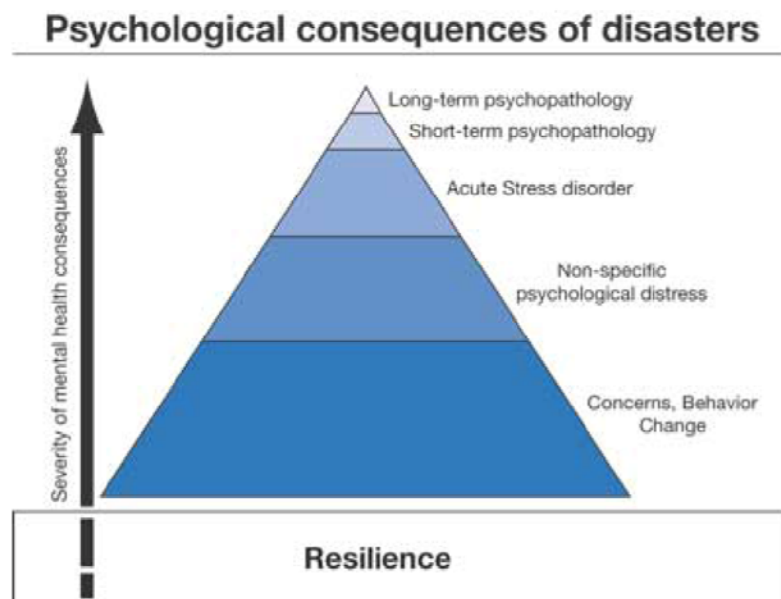 Psychological consequences of disasters
Long-term psychopathology
Short-term psychopathology
Acute Stress disorder
Non-specific
psychological distress
Concerns, Behavior
Change
Severity of mental health consequences
Resilience